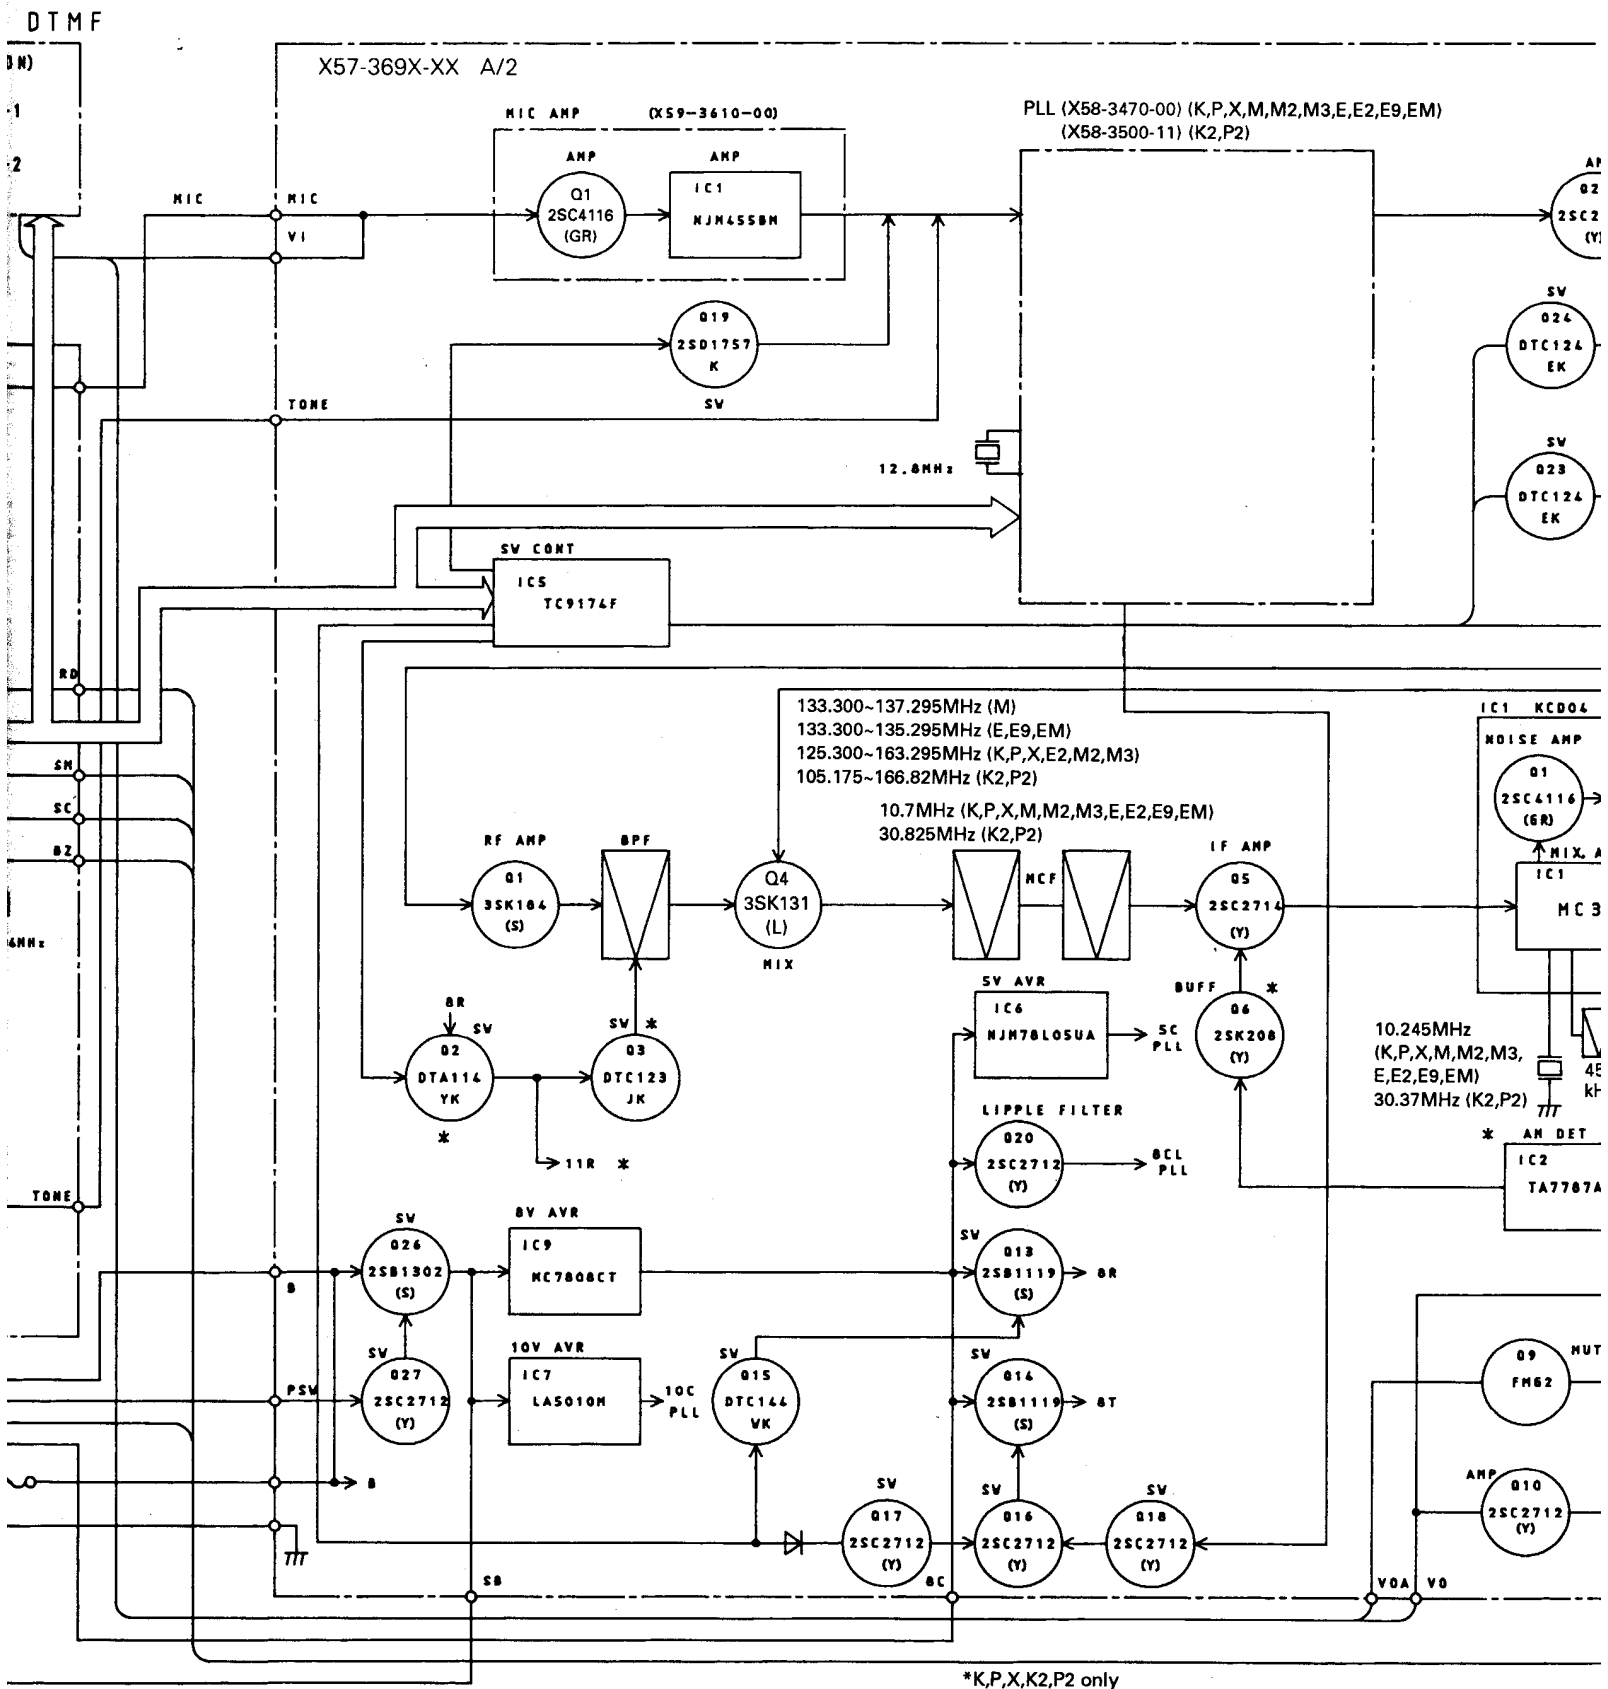 DTMF
X57-369X-XX A/2
-1
-2
MIC AMP (X59-3610-00)
AMP
Q1
2SC4116
(GR)
AMP
IC1
NJM4558M
PLL (X58-3470-00) (K,P,X,M,M2,M3,E,E2,E9,EM)
(X58-3500-11) (K2,P2)
MIC
MIC
VI
Q19
2SD1757
K
SW
TONE
12.8MHz
SW
Q24
DTC124
EK
SW
Q23
DTC124
EK
SW CONT
IC5
TC9174F
RD
SM
SC
BZ
133.300~137.295MHz (M)
133.300~135.295MHz (E,E9,EM)
125.300~163.295MHz (K,P,X,E2,M2,M3)
105.175~166.82MHz (K2,P2)
10.7MHz (K,P,X,M,M2,M3,E,E2,E9,EM)
30.825MHz (K2,P2)
IC1 KCD04
NOISE AMP
Q1
2SC4116
(GR)
RF AMP
Q1
3SK184
(S)
BPF
Q4
3SK131
(L)
MIX
MCF
IF AMP
Q5
2SC2714
(Y)
IC1
BUFF *
Q6
2SK208
(Y)
8R
SW
Q2
DTA114
YK
*
SW *
Q3
DTC123
JK
11R *
5V AVR
IC6
NJM78L05UA
5C
PLL
10.245MHz
(K,P,X,M,M2,M3,
E,E2,E9,EM)
30.37MHz (K2,P2)
LIPPLE FILTER
Q20
2SC2712
(Y)
8CL
PLL
* AM DET
IC2
TA7787A
TONE
B
SW
Q26
2SB1302
(S)
8V AVR
IC9
MC7808CT
SW
Q13
2SB1119
(S)
8R
PSW
SW
Q27
2SC2712
(Y)
10V AVR
IC7
LA5010M
10C
PLL
SW
Q15
DTC144
WK
SW
Q14
2SB1119
(S)
8T
Q9
FMG2
B
SW
Q17
2SC2712
(Y)
SW
Q16
2SC2712
(Y)
SW
Q18
2SC2712
(Y)
AMP
Q10
2SC2712
(Y)
SB
8C
VOA VO
*K,P,X,K2,P2 only